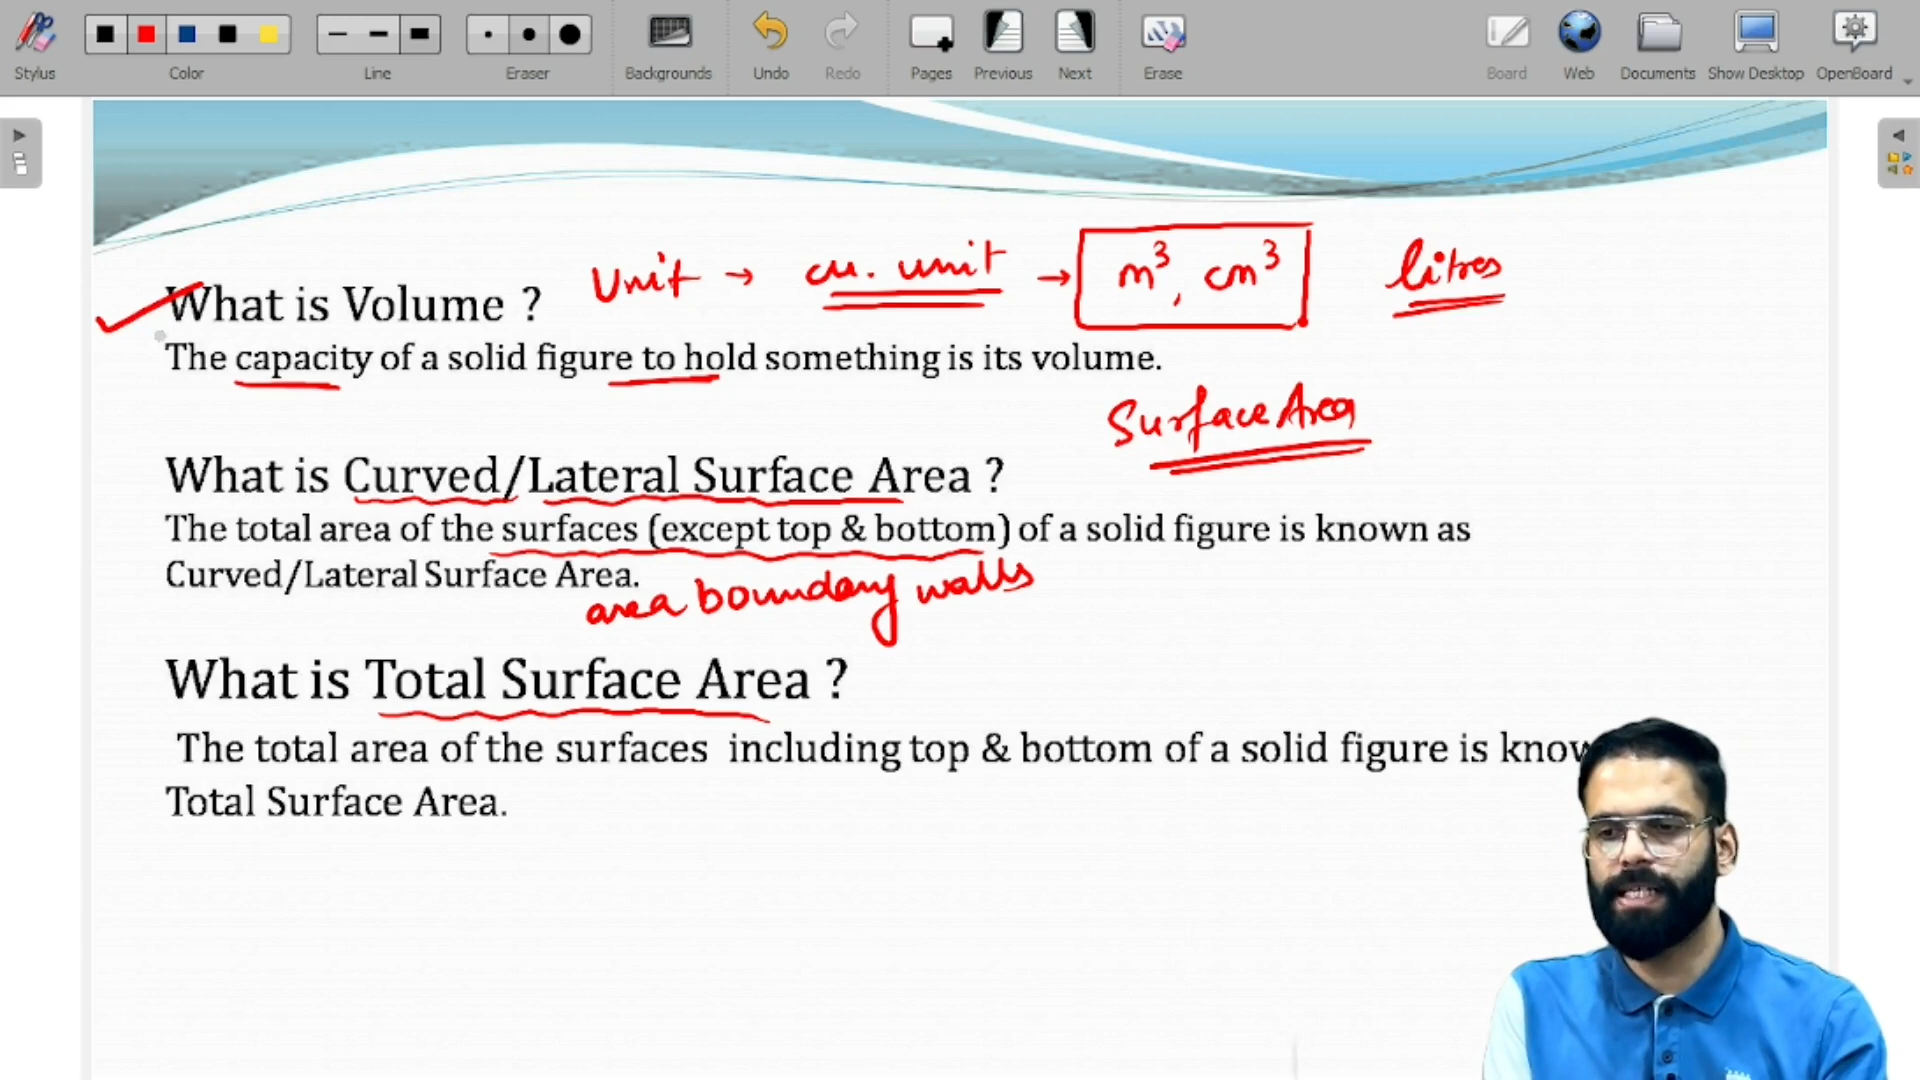 Stylus Color Line Eraser Backgrounds Undo Redo Pages Previous Next Erase Board Web Documents Show Desktop OpenBoard
Unit → cu. unit → m³, cm³ litres
What is Volume ?
The capacity of a solid figure to hold something is its volume.
Surface Area
What is Curved/Lateral Surface Area ?
The total area of the surfaces (except top & bottom) of a solid figure is known as
Curved/Lateral Surface Area.
area boundary walls
What is Total Surface Area ?
The total area of the surfaces including top & bottom of a solid figure is know
Total Surface Area.